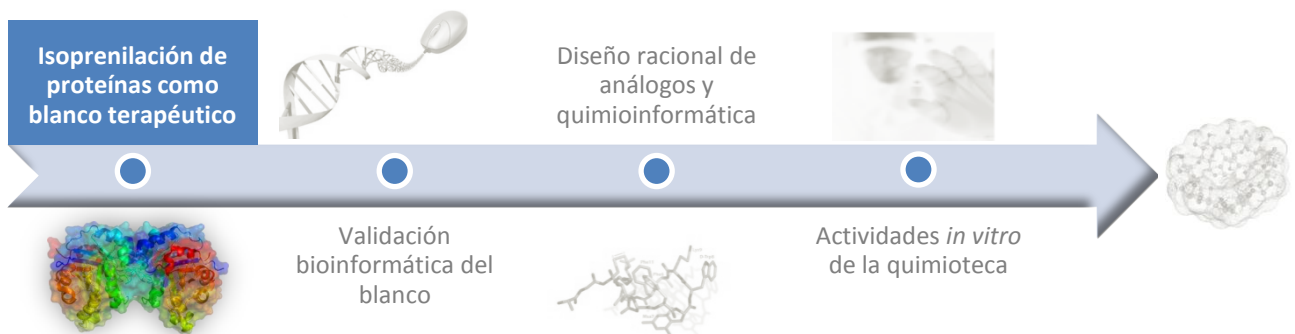 Isoprenilación de
proteínas como
blanco terapéutico
Validación
bioinformática del
blanco
Diseño racional de
análogos y
quimioinformática
Actividades in vitro
de la quimioteca